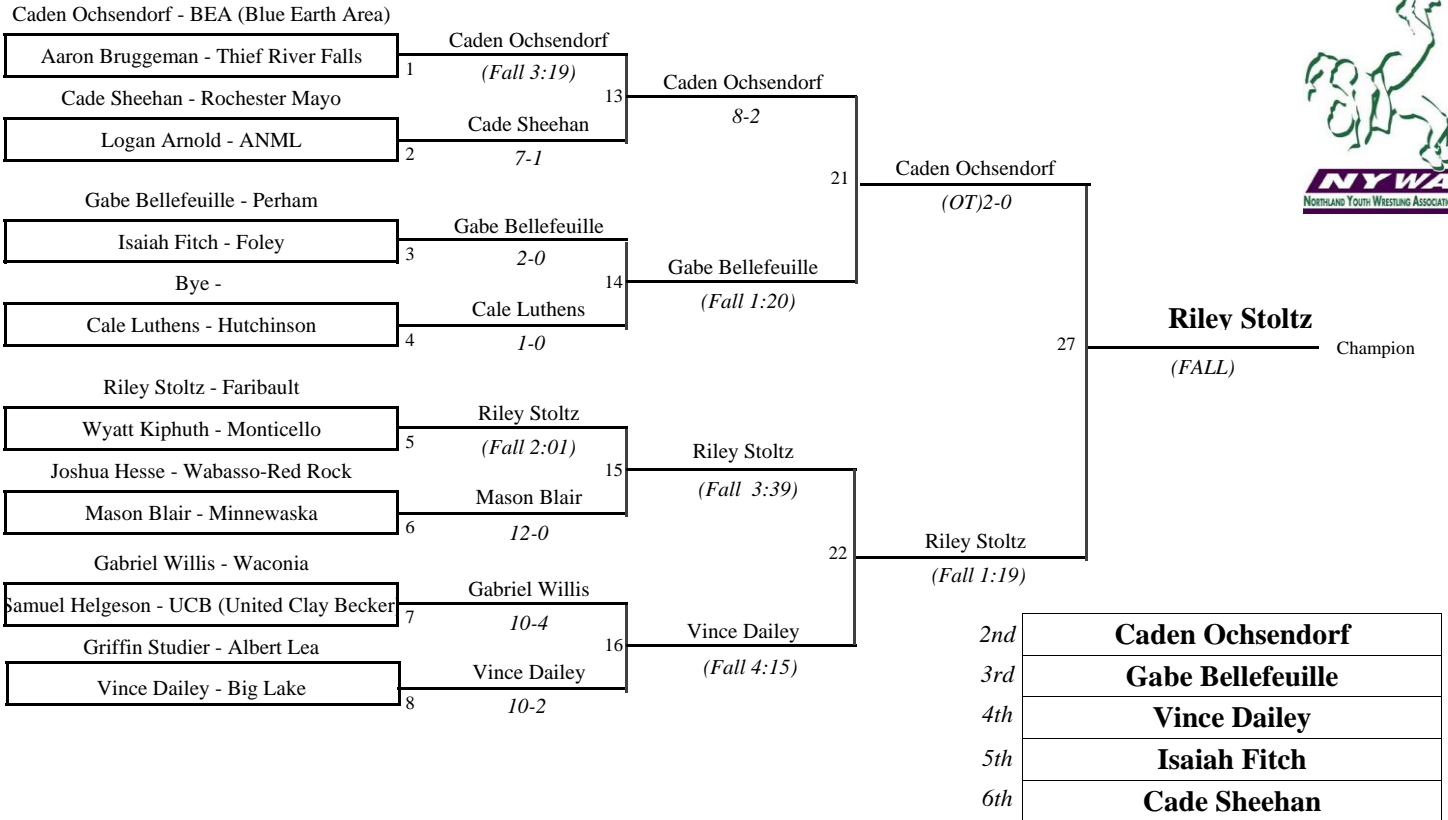 Caden Ochsendorf - BEA (Blue Earth Area)
Aaron Bruggeman - Thief River Falls
1
Caden Ochsendorf
(Fall 3:19)
Cade Sheehan - Rochester Mayo
Logan Arnold - ANML
2
Cade Sheehan
7-1
13
Caden Ochsendorf
8-2
Gabe Bellefeuille - Perham
Isaiah Fitch - Foley
3
Gabe Bellefeuille
2-0
Bye -
Cale Luthens - Hutchinson
4
Cale Luthens
1-0
14
Gabe Bellefeuille
(Fall 1:20)
21
Caden Ochsendorf
(OT)2-0
Riley Stoltz - Faribault
Wyatt Kiphuth - Monticello
5
Riley Stoltz
(Fall 2:01)
Joshua Hesse - Wabasso-Red Rock
Mason Blair - Minnewaska
6
Mason Blair
12-0
15
Riley Stoltz
(Fall 3:39)
Gabriel Willis - Waconia
Samuel Helgeson - UCB (United Clay Becker
7
Gabriel Willis
10-4
Griffin Studier - Albert Lea
Vince Dailey - Big Lake
8
Vince Dailey
10-2
16
Vince Dailey
(Fall 4:15)
22
Riley Stoltz
(Fall 1:19)
27
Riley Stoltz
(FALL)
Champion
NYWA
NORTHLAND YOUTH WRESTLING ASSOCIATI
2nd Caden Ochsendorf
3rd Gabe Bellefeuille
4th Vince Dailey
5th Isaiah Fitch
6th Cade Sheehan